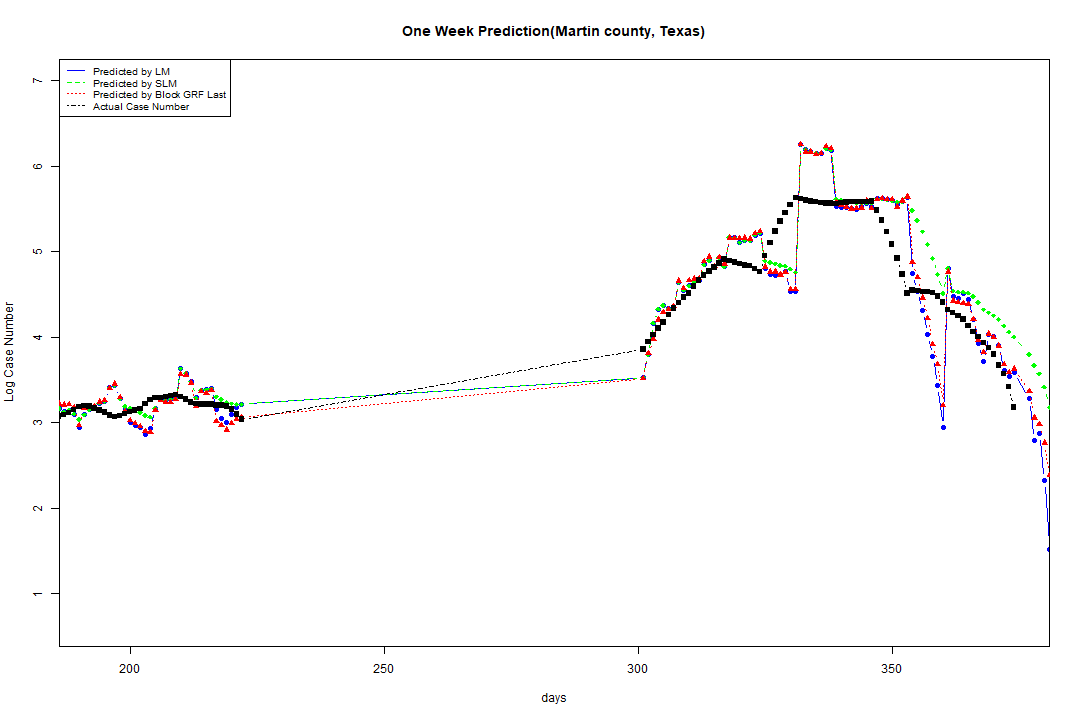 One Week Prediction(Martin county, Texas)
Predicted by LM
Predicted by SLM
Predicted by Block GRF Last
Actual Case Number
7
6
5
4
3
2
1
Log Case Number
200 250 300 350
days